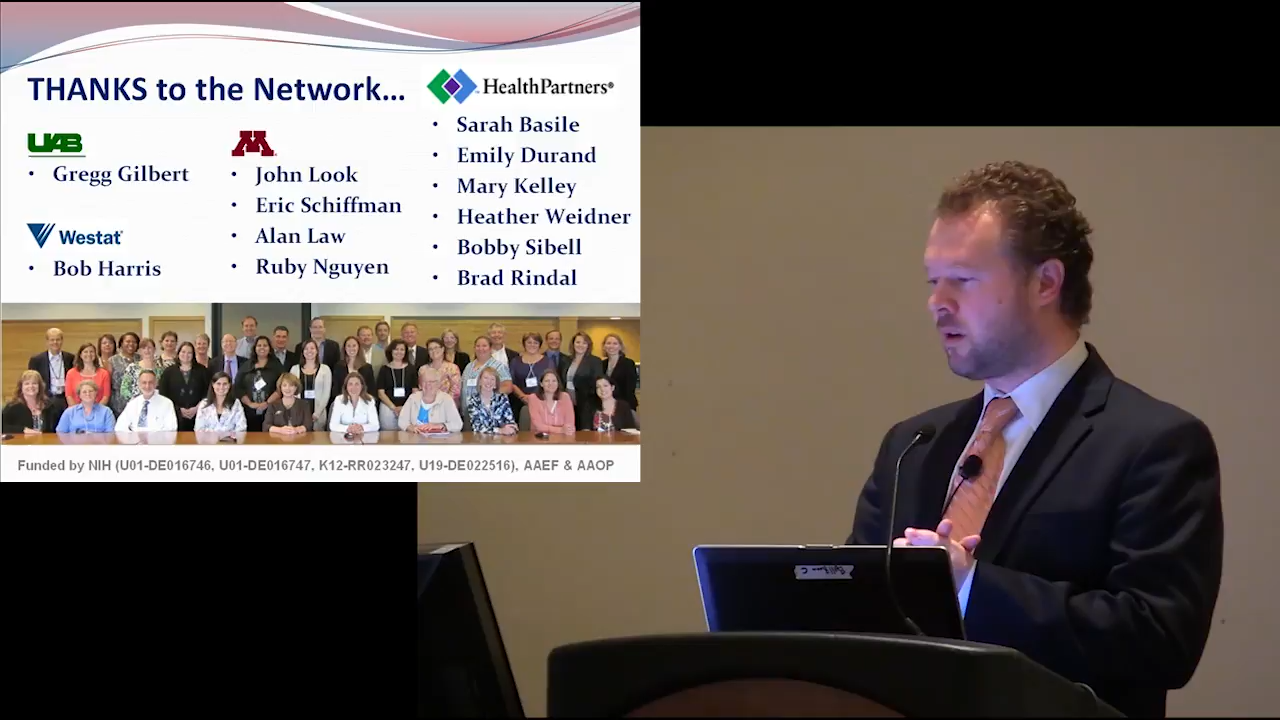 THANKS to the Network...
HealthPartners®
UAB
• Gregg Gilbert
Westat®
• Bob Harris
M
• John Look
• Eric Schiffman
• Alan Law
• Ruby Nguyen
• Sarah Basile
• Emily Durand
• Mary Kelley
• Heather Weidner
• Bobby Sibell
• Brad Rindal
Funded by NIH (U01-DE016746, U01-DE016747, K12-RR023247, U19-DE022516), AAEF & AAOP